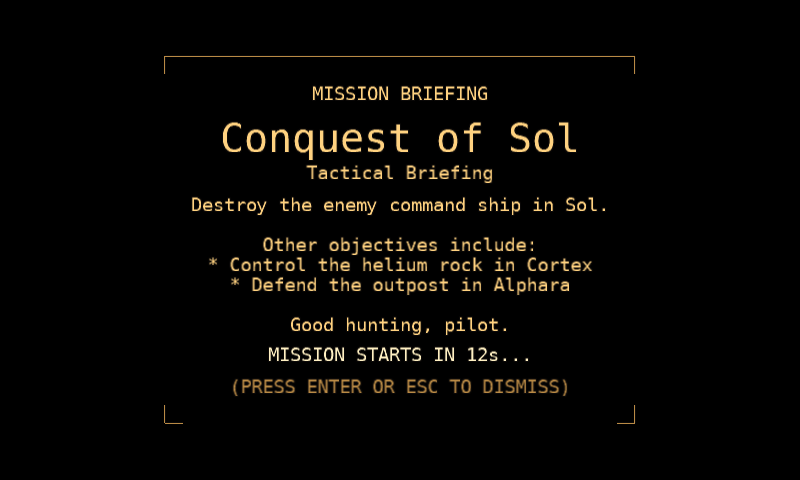 MISSION BRIEFING
Conquest of Sol
Tactical Briefing
Destroy the enemy command ship in Sol.
Other objectives include:
* Control the helium rock in Cortex
* Defend the outpost in Alphara
Good hunting, pilot.
MISSION STARTS IN 12s...
(PRESS ENTER OR ESC TO DISMISS)